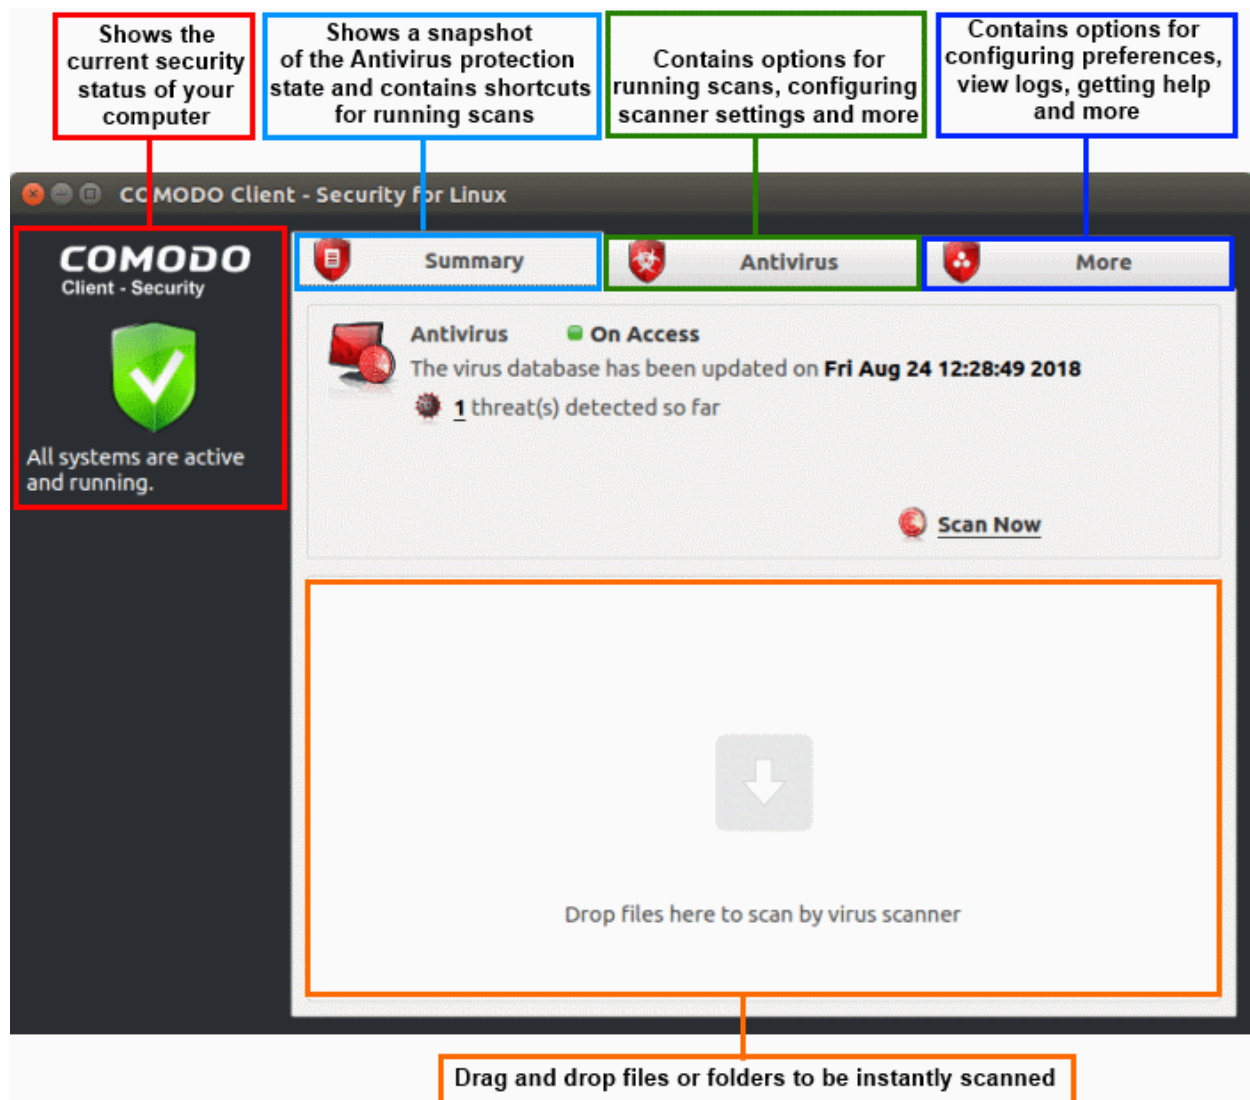 Shows the
current security
status of your
computer
Shows a snapshot
of the Antivirus protection
state and contains shortcuts
for running scans
Contains options for
running scans, configuring
scanner settings and more
Contains options for
configuring preferences,
view logs, getting help
and more
COMODO Client - Security for Linux
COMODO
Client - Security
All systems are active
and running.
Summary
Antivirus
More
Antivirus On Access
The virus database has been updated on Fri Aug 24 12:28:49 2018
1 threat(s) detected so far
Scan Now
Drop files here to scan by virus scanner
Drag and drop files or folders to be instantly scanned